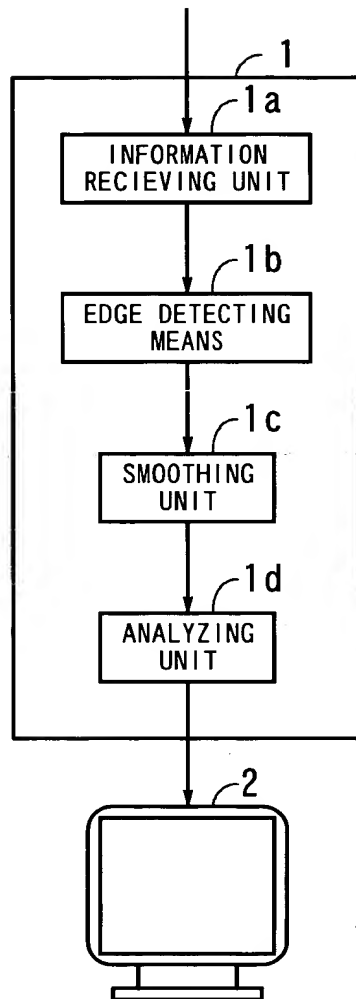 1
1a
INFORMATION
RECIEVING UNIT
1b
EDGE DETECTING
MEANS
1c
SMOOTHING
UNIT
1d
ANALYZING
UNIT
2